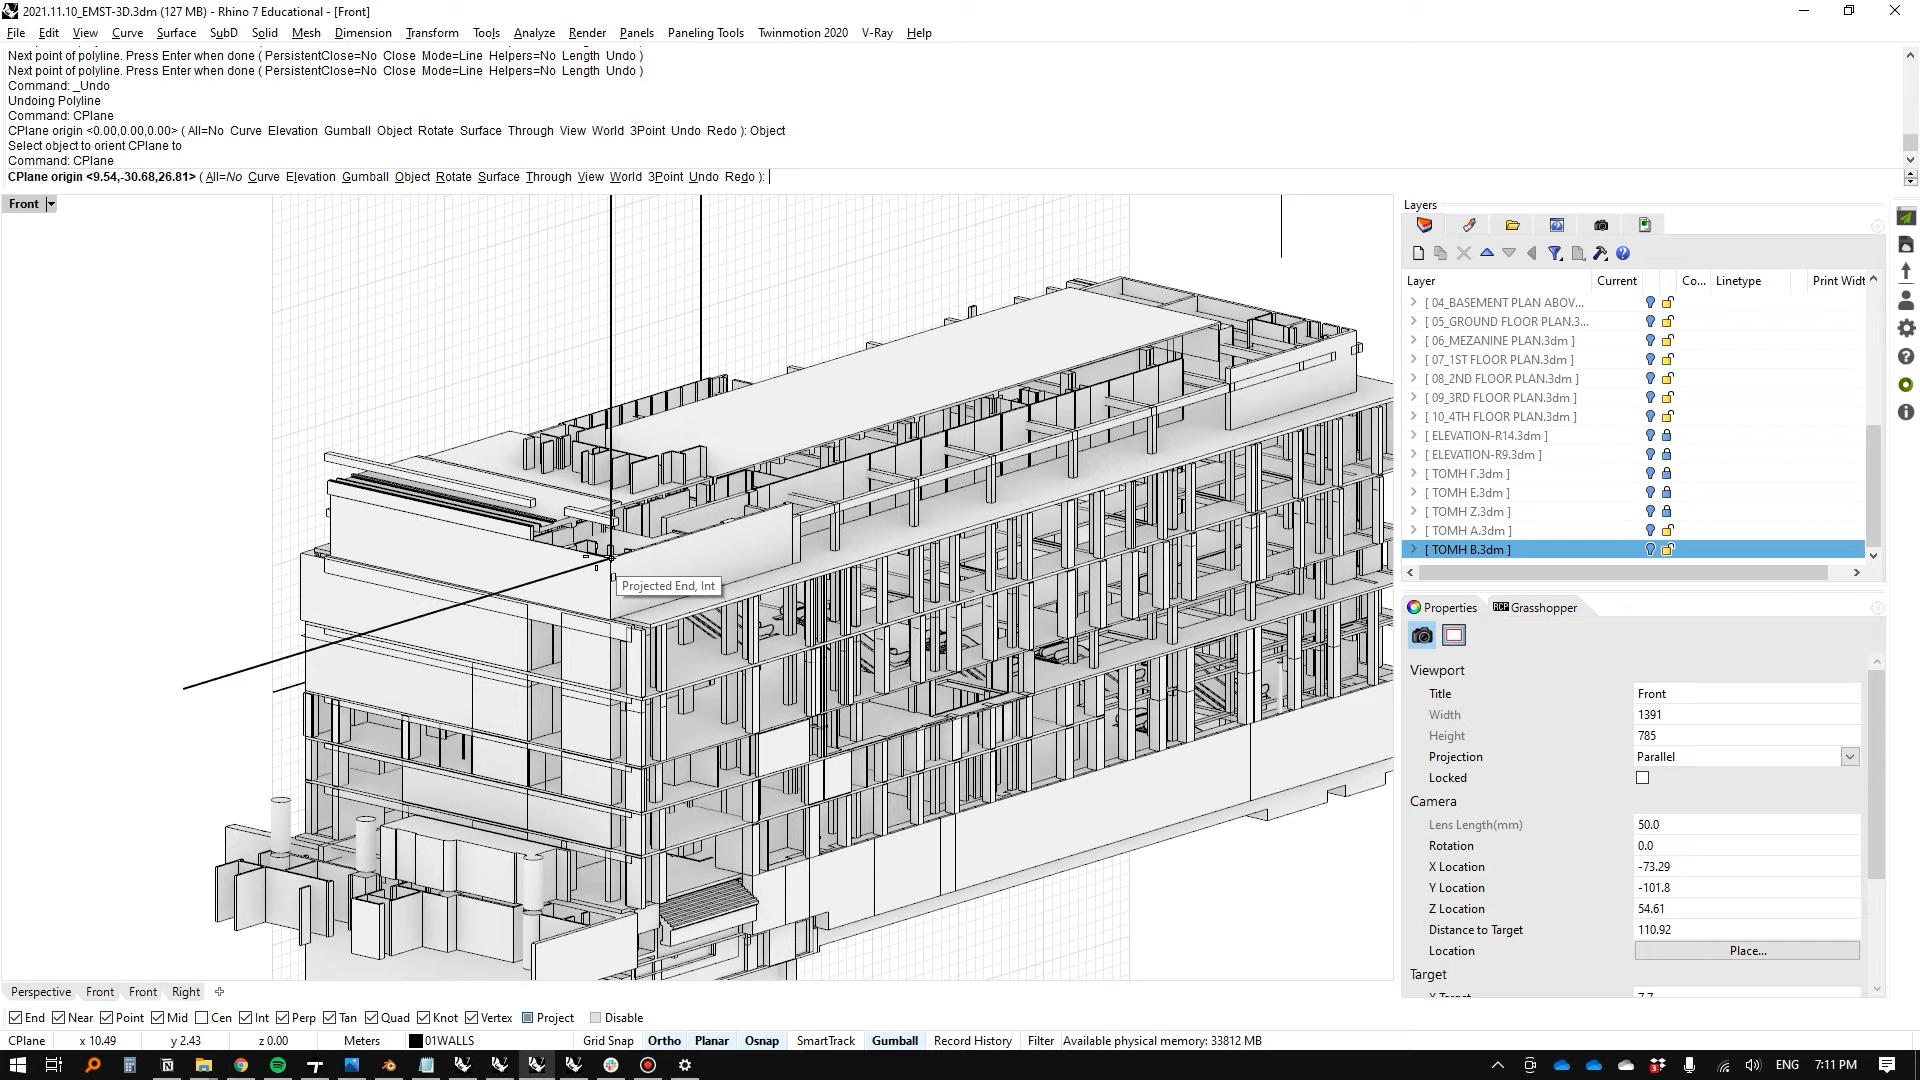 2021.11.10_EMST-3D.3dm (127 MB) - Rhino 7 Educational - [Front]
File Edit View Curve Surface SubD Solid Mesh Dimension Transform Tools Analyze Render Panels Paneling Tools Twinmotion 2020 V-Ray Help
Next point of polyline. Press Enter when done ( PersistentClose=No Close Mode=Line Helpers=No Length Undo )
Next point of polyline. Press Enter when done ( PersistentClose=No Close Mode=Line Helpers=No Length Undo )
Command: _Undo
Undoing Polyline
Command: CPlane
CPlane origin <0.00,0.00,0.00> ( All=No Curve Elevation Gumball Object Rotate Surface Through View World 3Point Undo Redo ): Object
Select object to orient CPlane to
Command: CPlane
CPlane origin <9.54,-30.68,26.81> ( All=No Curve Elevation Gumball Object Rotate Surface Through View World 3Point Undo Redo ):
Front
Projected End, Int
Layers
Layer Current Co... Linetype Print Widt
[ 04_BASEMENT PLAN ABOV...
[ 05_GROUND FLOOR PLAN.3...
[ 06_MEZANINE PLAN.3dm ]
[ 07_1ST FLOOR PLAN.3dm ]
[ 08_2ND FLOOR PLAN.3dm ]
[ 09_3RD FLOOR PLAN.3dm ]
[ 10_4TH FLOOR PLAN.3dm ]
[ ELEVATION-R14.3dm ]
[ ELEVATION-R9.3dm ]
[ ΤΟΜΗ Γ.3dm ]
[ ΤΟΜΗ Ε.3dm ]
[ ΤΟΜΗ Ζ.3dm ]
[ ΤΟΜΗ Α.3dm ]
[ ΤΟΜΗ Β.3dm ]
Properties Grasshopper
Viewport
Title Front
Width 1391
Height 785
Projection Parallel
Locked
Camera
Lens Length(mm) 50.0
Rotation 0.0
X Location -73.29
Y Location -101.8
Z Location 54.61
Distance to Target 110.92
Location Place...
Target
Perspective Front Front Right
End Near Point Mid Cen Int Perp Tan Quad Knot Vertex Project Disable
CPlane x 10.49 y 2.43 z 0.00 Meters 01WALLS Grid Snap Ortho Planar Osnap SmartTrack Gumball Record History Filter Available physical memory: 33812 MB
ENG 7:11 PM